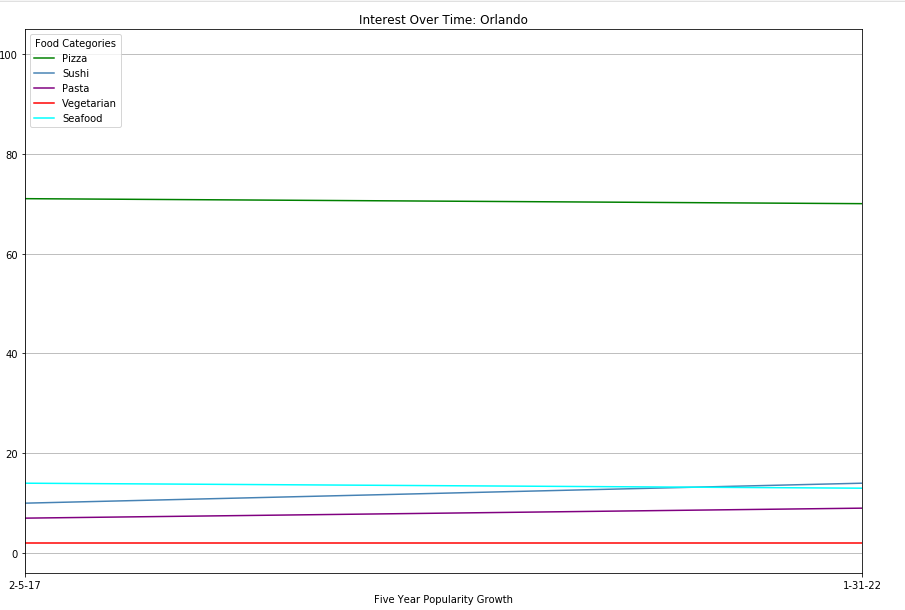 Interest Over Time: Orlando
Food Categories
Pizza
Sushi
Pasta
Vegetarian
Seafood
100
80
60
40
20
0
2-5-17
1-31-22
Five Year Popularity Growth